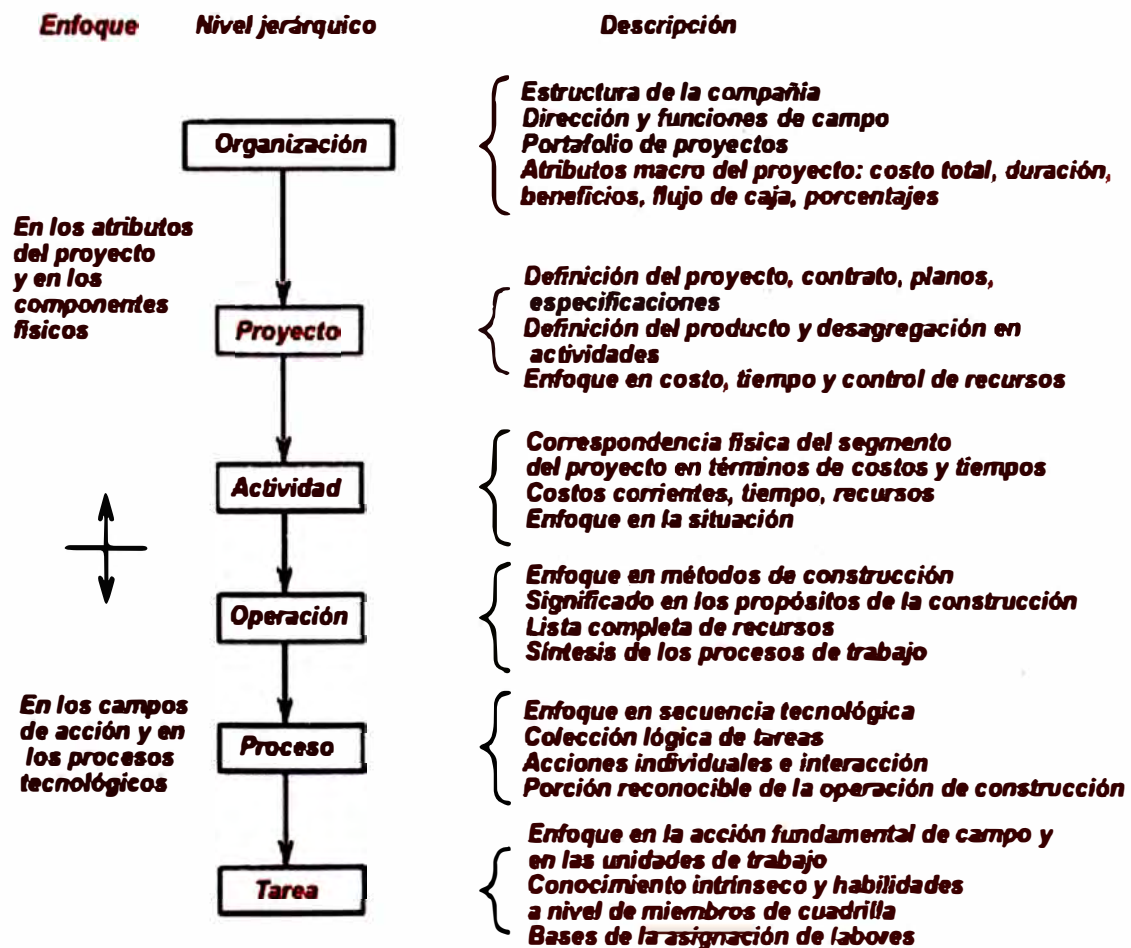 Enfoque Nivel jerárquico Descripción
Organización
Estructura de la compañia
Dirección y funciones de campo
Portafolio de proyectos
Atributos macro del proyecto: costo total, duración,
beneficios, flujo de caja, porcentajes
En los atributos
del proyecto
y en los
componentes
fisicos
Proyecto
Definición del proyecto, contrato, planos,
especificaciones
Definición del producto y desagregación en
actividades
Enfoque en costo, tiempo y control de recursos
Actividad
Correspondencia fisica del segmento
del proyecto en términos de costos y tiempos
Costos corrientes, tiempo, recursos
Enfoque en la situación
Operación
Enfoque en métodos de construcción
Significado en los propósitos de la construcción
Lista completa de recursos
Síntesis de los procesos de trabajo
En los campos
de acción y en
los procesos
tecnológicos
Proceso
Enfoque en secuencia tecnológica
Colección lógica de tareas
Acciones individuales e interacción
Porción reconocible de la operación de construcción
Tarea
Enfoque en la acción fundamental de campo y
en las unidades de trabajo
Conocimiento intrínseco y habilidades
a nivel de miembros de cuadrilla
Bases de la asignación de labores